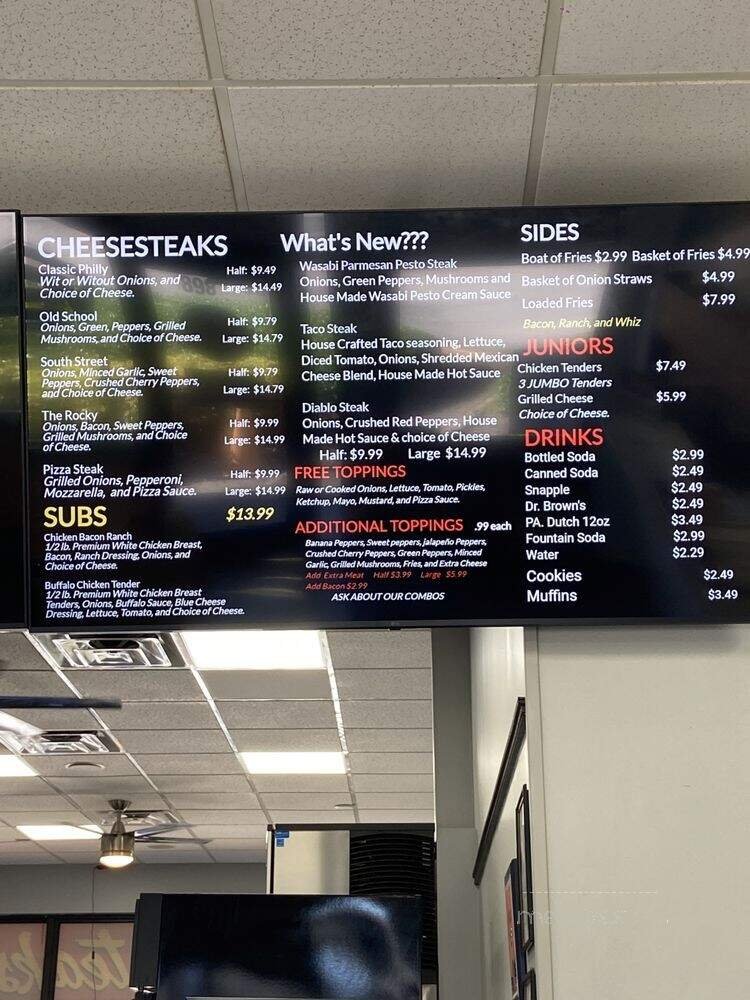 CHEESESTEAKS
Classic Philly
Wit or Witout Onions, and
Choice of Cheese.
Half: $9.49
Large: $14.49
Old School
Onions, Green, Peppers, Grilled
Mushrooms, and Choice of Cheese.
Half: $9.79
Large: $14.79
South Street
Onions, Minced Garlic, Sweet
Peppers, Crushed Cherry Peppers,
and Choice of Cheese.
Half: $9.79
Large: $14.79
The Rocky
Onions, Bacon, Sweet Peppers,
Grilled Mushrooms, and Choice
of Cheese.
Half: $9.99
Large: $14.99
Pizza Steak
Grilled Onions, Pepperoni,
Mozzarella, and Pizza Sauce.
Half: $9.99
Large: $14.99
SUBS $13.99
Chicken Bacon Ranch
1/2 lb. Premium White Chicken Breast,
Bacon, Ranch Dressing, Onions, and
Choice of Cheese.
Buffalo Chicken Tender
1/2 lb. Premium White Chicken Breast
Tenders, Onions, Buffalo Sauce, Blue Cheese
Dressing, Lettuce, Tomato, and Choice of Cheese.
What's New???
Wasabi Parmesan Pesto Steak
Onions, Green Peppers, Mushrooms and
House Made Wasabi Pesto Cream Sauce
Taco Steak
House Crafted Taco seasoning, Lettuce,
Diced Tomato, Onions, Shredded Mexican
Cheese Blend, House Made Hot Sauce
Diablo Steak
Onions, Crushed Red Peppers, House
Made Hot Sauce & choice of Cheese
Half: $9.99 Large $14.99
FREE TOPPINGS
Raw or Cooked Onions, Lettuce, Tomato, Pickles,
Ketchup, Mayo, Mustard, and Pizza Sauce.
ADDITIONAL TOPPINGS .99 each
Banana Peppers, Sweet peppers, jalapeño Peppers,
Crushed Cherry Peppers, Green Peppers, Minced
Garlic, Grilled Mushrooms, Fries, and Extra Cheese
Add Extra Meat Half $3.99 Large $5.99
Add Bacon $2.99
ASK ABOUT OUR COMBOS
SIDES
Boat of Fries $2.99 Basket of Fries $4.99
Basket of Onion Straws $4.99
Loaded Fries $7.99
Bacon, Ranch, and Whiz
JUNIORS
Chicken Tenders $7.49
3 JUMBO Tenders
Grilled Cheese $5.99
Choice of Cheese.
DRINKS
Bottled Soda $2.99
Canned Soda $2.49
Snapple $2.49
Dr. Brown's $2.49
PA. Dutch 12oz $3.49
Fountain Soda $2.99
Water $2.29
Cookies $2.49
Muffins $3.49